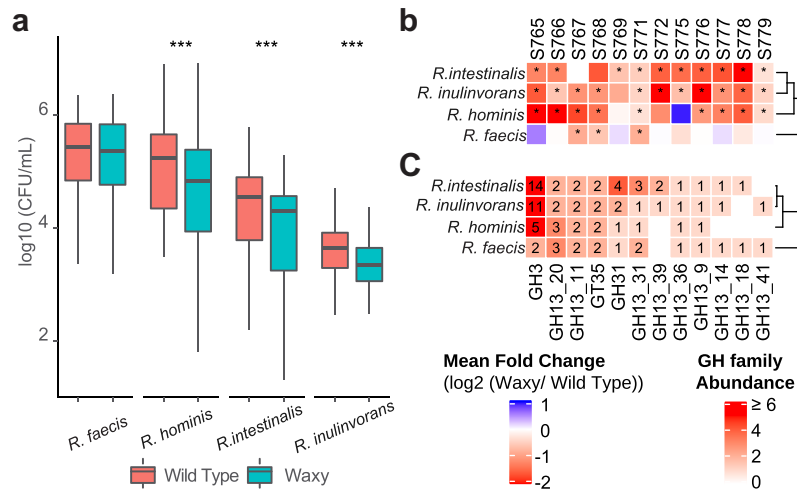 a
***
***
***
log10 (CFU/mL)
6
4
2
R. faecis
R. hominis
R.intestinalis
R. inulinvorans
Wild Type
Waxy
b
S765 S766 S767 S768 S769 S771 S772 S775 S776 S777 S778 S779
R.intestinalis * * * * * * * * * *
R. inulinvorans * * * * * * * * * * * *
R. hominis * * * * * * * * * *
R. faecis * * *
C
R.intestinalis 14 2 2 2 4 3 2 1 1 1 1
R. inulinvorans 11 2 2 2 2 1 1 1 1 1 1
R. hominis 5 3 2 2 1 1 1 1
R. faecis 2 3 2 2 1 2 1 1 1 1 1
GH3 GH13_20 GH13_11 GT35 GH31 GH13_31 GH13_39 GH13_36 GH13_9 GH13_14 GH13_18 GH13_41
Mean Fold Change
(log2 (Waxy/ Wild Type))
1
0
-1
-2
GH family
Abundance
≥ 6
4
2
0